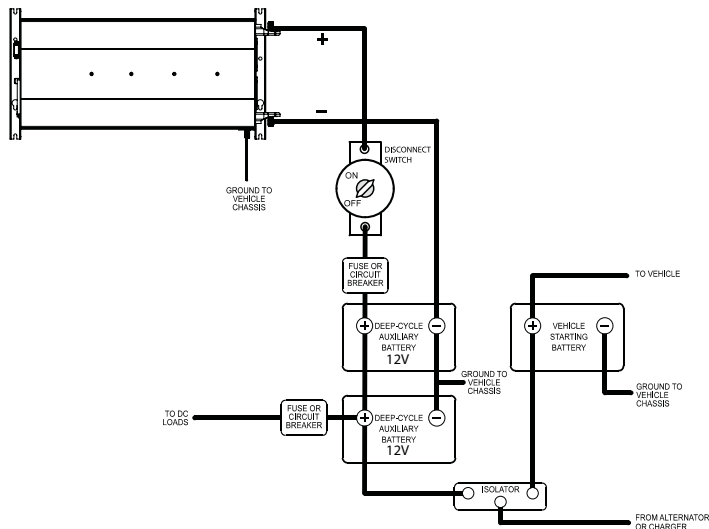 +
−
GROUND TO
VEHICLE
CHASSIS
DISCONNECT
SWITCH
ON
OFF
FUSE OR
CIRCUIT
BREAKER
TO VEHICLE
+ DEEP-CYCLE −
AUXILIARY
BATTERY
12V
+ VEHICLE −
STARTING
BATTERY
GROUND TO
VEHICLE
CHASSIS
GROUND TO
VEHICLE
CHASSIS
TO DC
LOADS
FUSE OR
CIRCUIT
BREAKER
+ DEEP-CYCLE −
AUXILIARY
BATTERY
12V
ISOLATOR
FROM ALTERNATOR
OR CHARGER